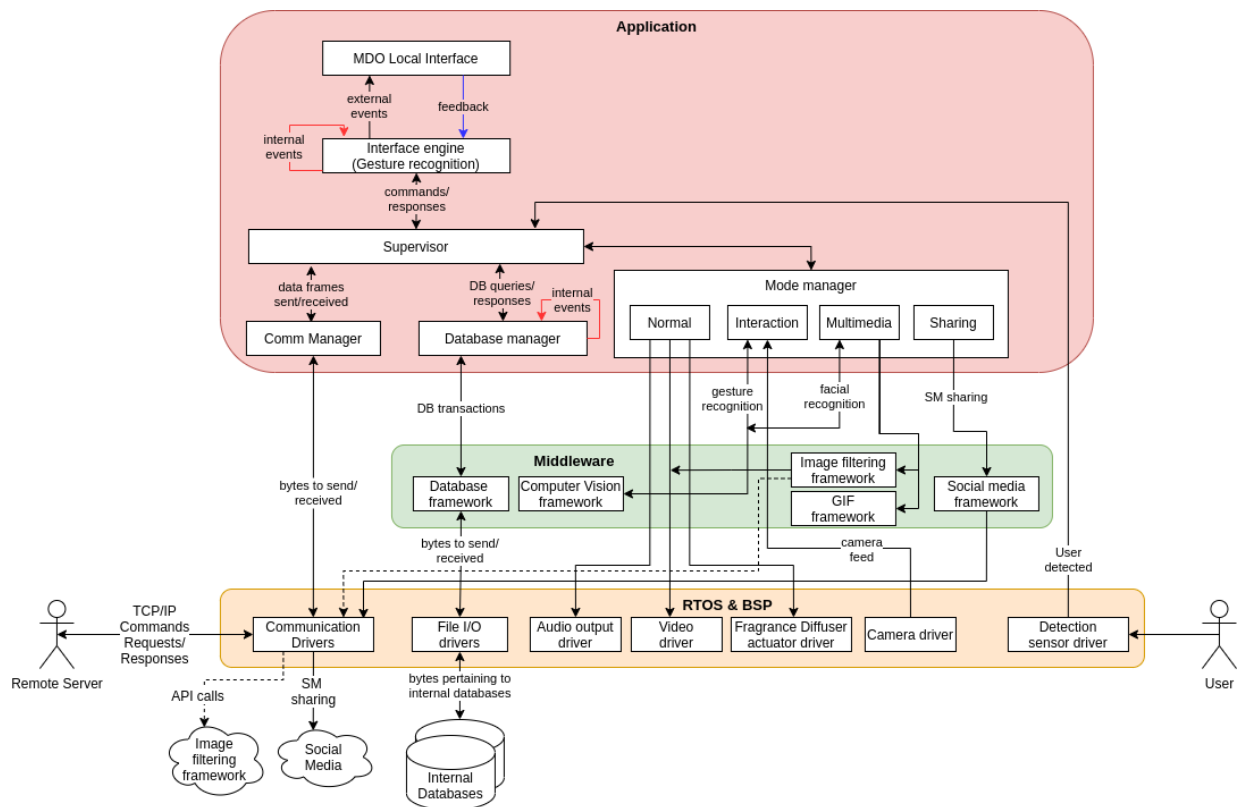 Application
MDO Local Interface
external
events
feedback
internal
events
Interface engine
(Gesture recognition)
commands/
responses
Supervisor
data frames
sent/received
DB queries/
responses
internal
events
Mode manager
Normal
Interaction
Multimedia
Sharing
Comm Manager
Database manager
gesture
recognition
facial
recognition
SM sharing
DB transactions
Middleware
Database
framework
Computer Vision
framework
Image filtering
framework
GIF
framework
Social media
framework
bytes to send/
received
bytes to send/
received
camera
feed
User
detected
RTOS & BSP
TCP/IP
Commands
Requests/
Responses
Communication
Drivers
File I/O
drivers
Audio output
driver
Video
driver
Fragrance Diffuser
actuator driver
Camera driver
Detection
sensor driver
Remote Server
User
API calls
SM
sharing
bytes pertaining to
internal databases
Image
filtering
framework
Social
Media
Internal
Databases